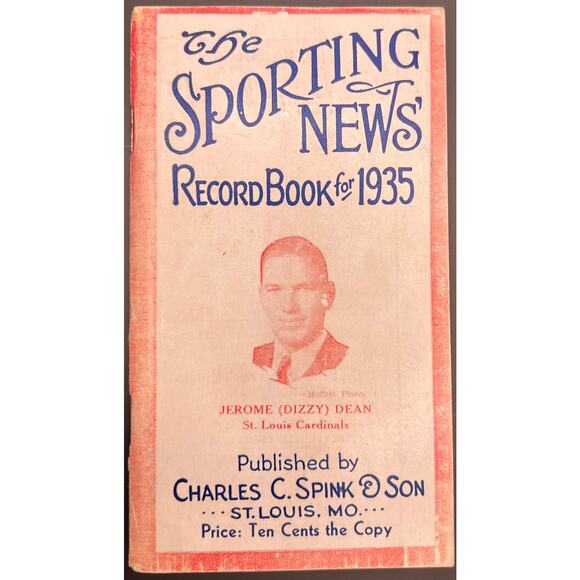 The
SPORTING
NEWS'
RECORD BOOK for 1935
Moffett Photo.
JEROME (DIZZY) DEAN
St. Louis Cardinals
Published by
CHARLES C. SPINK & SON
··· ST. LOUIS, MO. ···
Price: Ten Cents the Copy